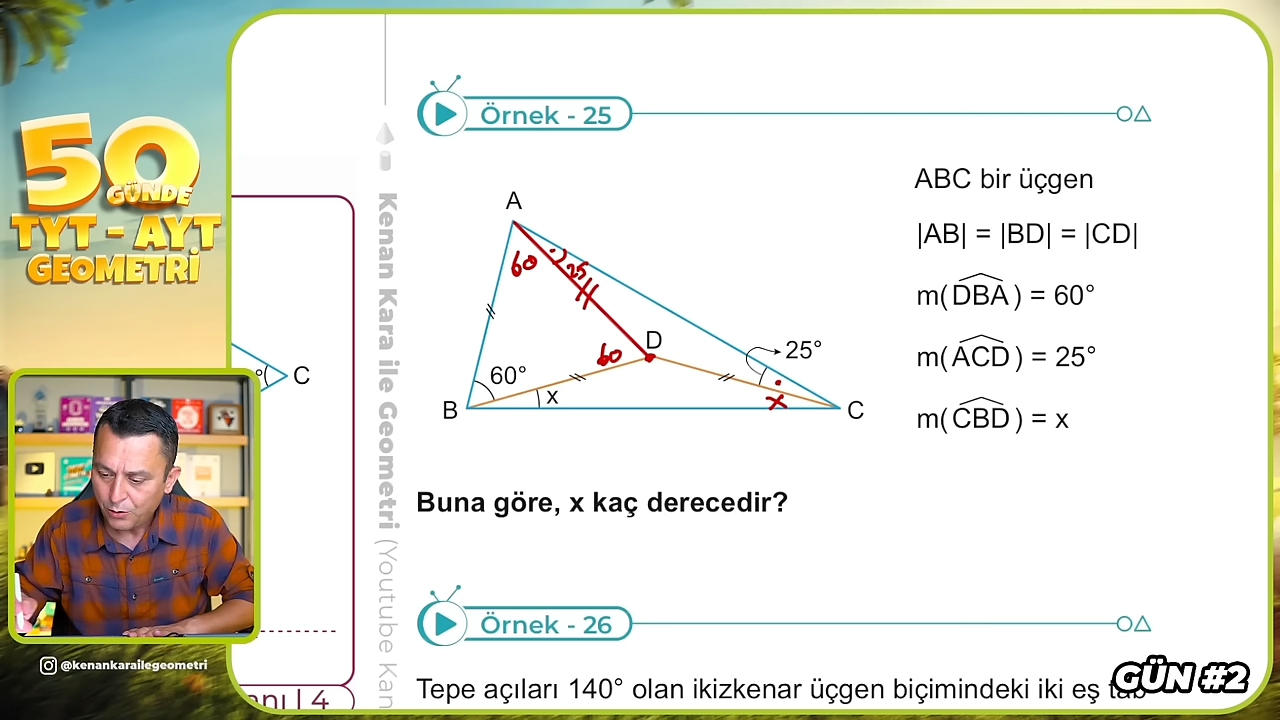 50
GÜNDE
TYT - AYT
GEOMETRİ
@kenankarailegeometri
C
anı | 4
Kenan Kara ile Geometri (Youtube Kan
Örnek - 25
A
60
25
D
60
60°
x
25°
x
B
C
ABC bir üçgen
|AB| = |BD| = |CD|
m(DBA) = 60°
m(ACD) = 25°
m(CBD) = x
Buna göre, x kaç derecedir?
Örnek - 26
Tepe açıları 140° olan ikizkenar üçgen biçimindeki iki eş
GÜN #2